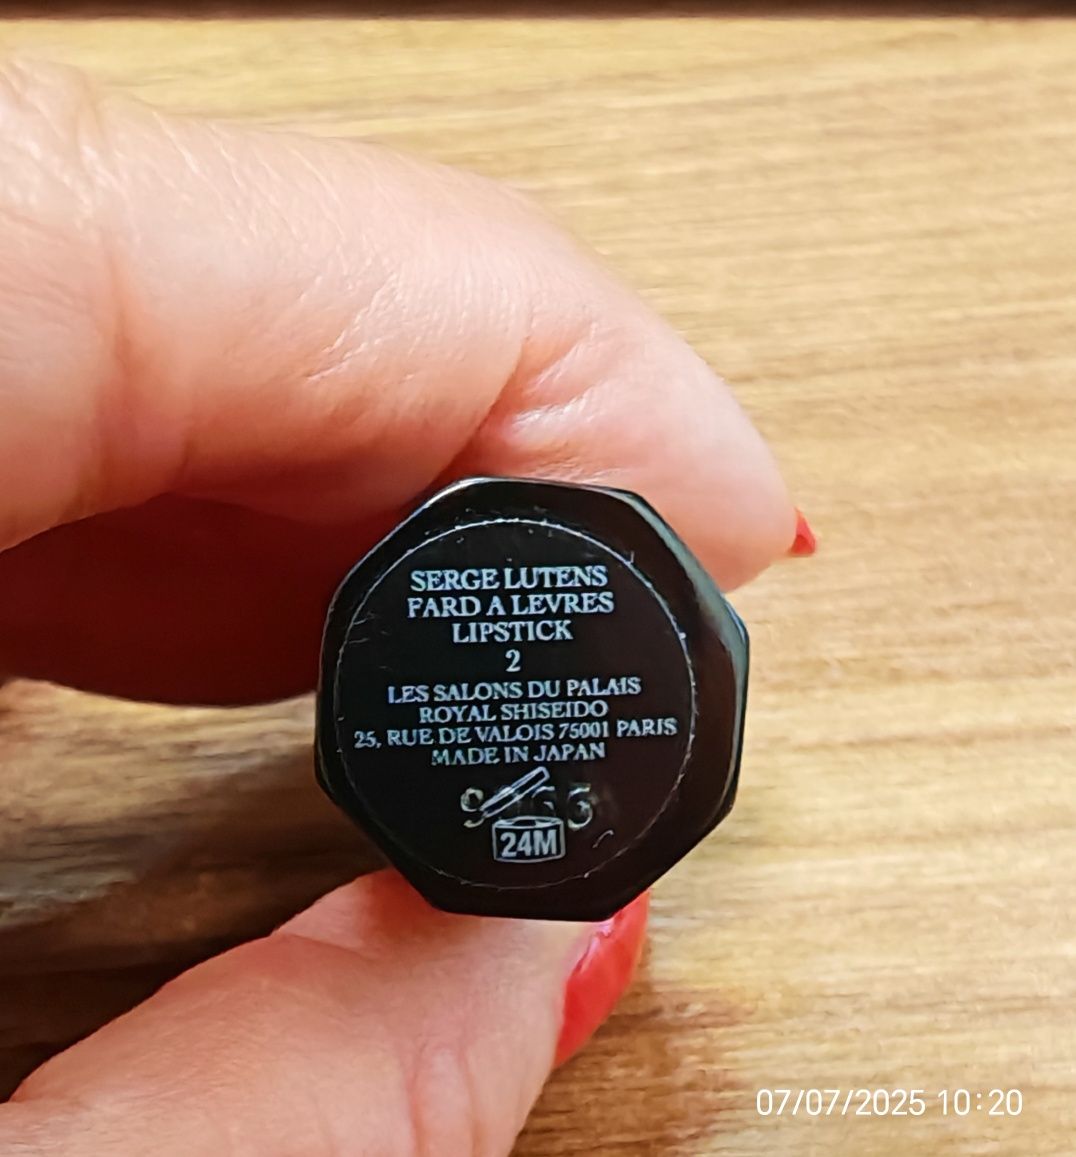 SERGE LUTENS
FARD A LEVRES
LIPSTICK
2
LES SALONS DU PALAIS
ROYAL SHISEIDO
25, RUE DE VALOIS 75001 PARIS
MADE IN JAPAN
24M
07/07/2025 10:20